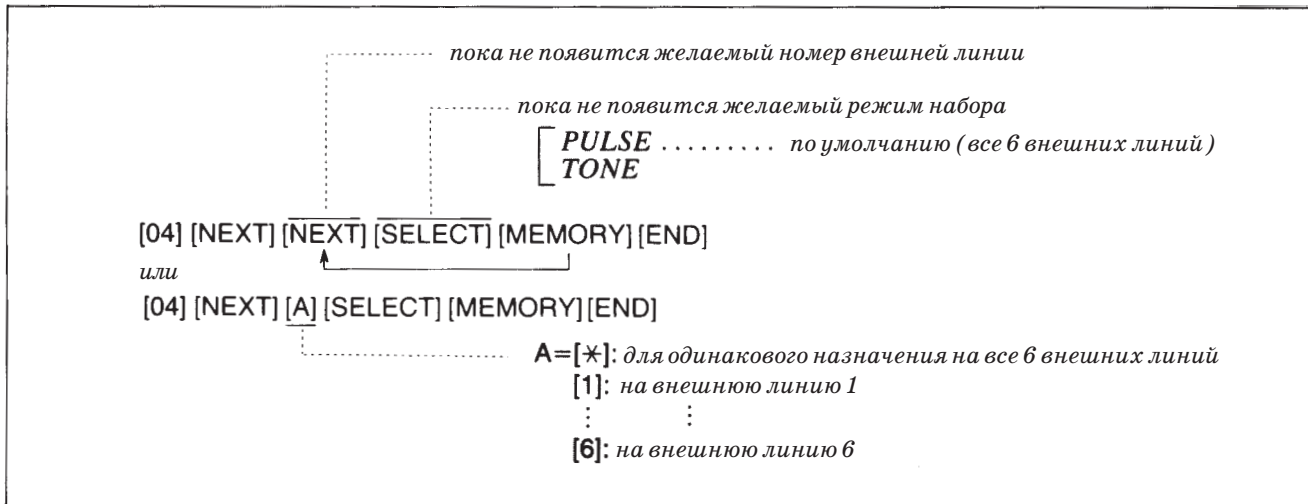 пока не появится желаемый номер внешней линии
пока не появится желаемый режим набора
PULSE ......... по умолчанию (все 6 внешних линий)
TONE
[04] [NEXT] [NEXT] [SELECT] [MEMORY] [END]
или
[04] [NEXT] [A] [SELECT] [MEMORY] [END]
A=[*]: для одинакового назначения на все 6 внешних линий
[1]: на внешнюю линию 1
⋮ ⋮
[6]: на внешнюю линию 6